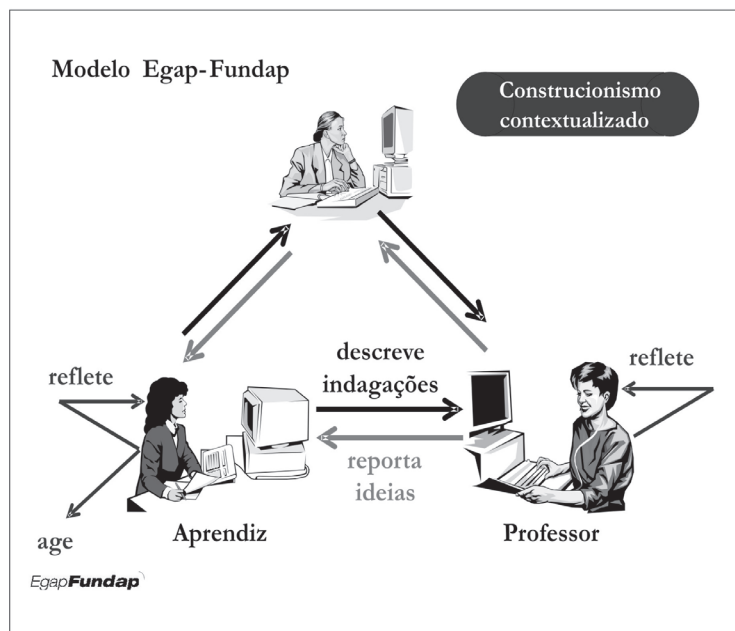 Modelo Egap-Fundap
Construcionismo
contextualizado
descreve
indagações
reflete
reflete
reporta
ideias
age
Aprendiz
Professor
EgapFundap